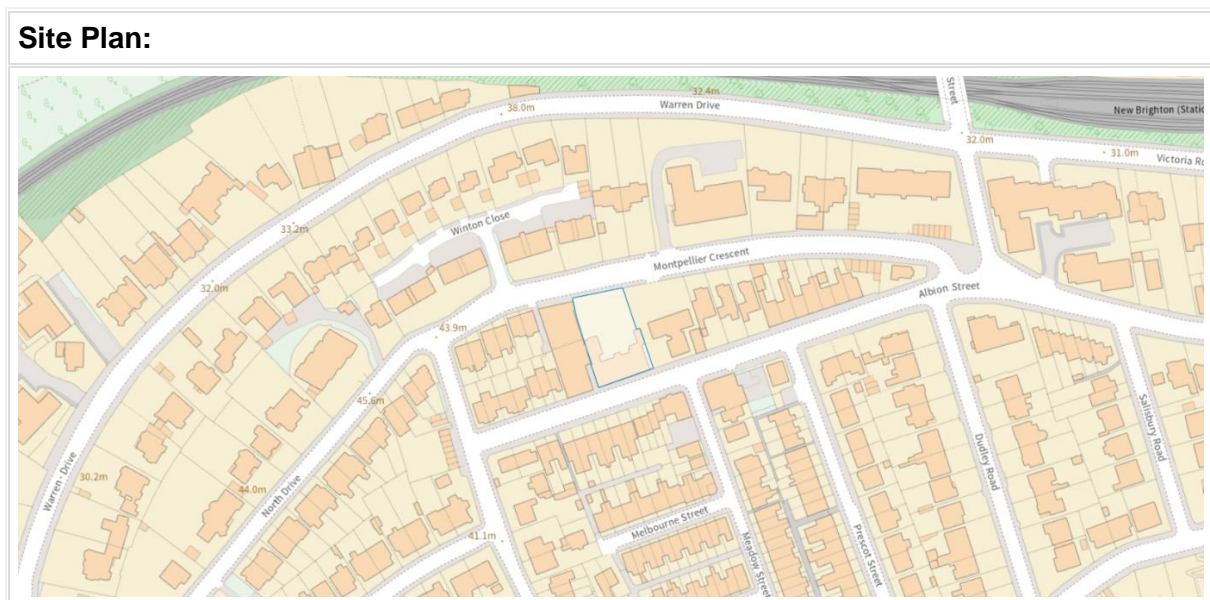 Site Plan:
Street
32.4m
38.0m
Warren Drive
New Brighton (Static
32.0m
31.0m
Victoria Ro
Winton Close
33.2m
Montpellier Crescent
32.0m
Albion Street
43.9m
45.6m
Salisbury Road
Warren - Drive
30.2m
44.0m
North Drive
Dudley Road
Melbourne Street
41.1m
Meadow Street
Prescot Street